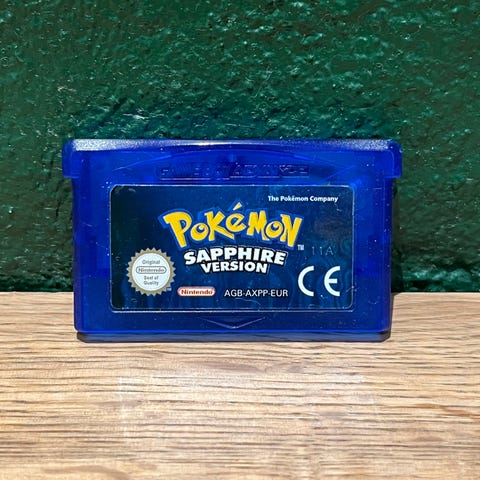 GAME BOY ADVANCE
The Pokémon Company
POKéMON
™
11A
SAPPHIRE
VERSION
Original
Nintendo
Seal of
Quality
Nintendo
AGB-AXPP-EUR
CE